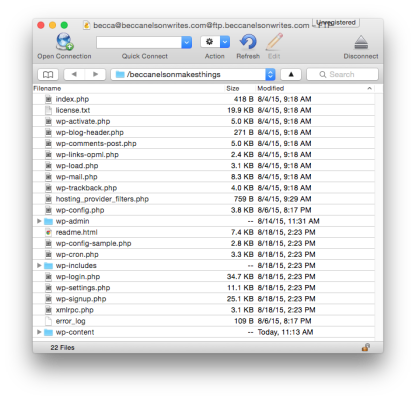 becca@beccanelsonwrites.com@ftp.beccanelsonwrites.com – FTP
Unregistered
Open Connection Quick Connect Action Refresh Edit Disconnect
/beccanelsonmakesthings Search
Filename Size Modified
index.php 418 B 8/4/15, 9:18 AM
license.txt 19.9 KB 8/4/15, 9:18 AM
wp-activate.php 5.0 KB 8/4/15, 9:18 AM
wp-blog-header.php 271 B 8/4/15, 9:18 AM
wp-comments-post.php 5.0 KB 8/4/15, 9:18 AM
wp-links-opml.php 2.4 KB 8/4/15, 9:18 AM
wp-load.php 3.1 KB 8/4/15, 9:18 AM
wp-mail.php 8.3 KB 8/4/15, 9:18 AM
wp-trackback.php 4.0 KB 8/4/15, 9:18 AM
hosting_provider_filters.php 759 B 8/4/15, 9:29 AM
wp-config.php 3.8 KB 8/6/15, 8:17 PM
wp-admin -- 8/14/15, 11:31 AM
readme.html 7.4 KB 8/18/15, 2:23 PM
wp-config-sample.php 2.8 KB 8/18/15, 2:23 PM
wp-cron.php 3.3 KB 8/18/15, 2:23 PM
wp-includes -- 8/18/15, 2:23 PM
wp-login.php 34.7 KB 8/18/15, 2:23 PM
wp-settings.php 11.1 KB 8/18/15, 2:23 PM
wp-signup.php 25.1 KB 8/18/15, 2:23 PM
xmlrpc.php 3.1 KB 8/18/15, 2:23 PM
error_log 109 B 8/6/15, 8:17 PM
wp-content -- Today, 11:13 AM
22 Files